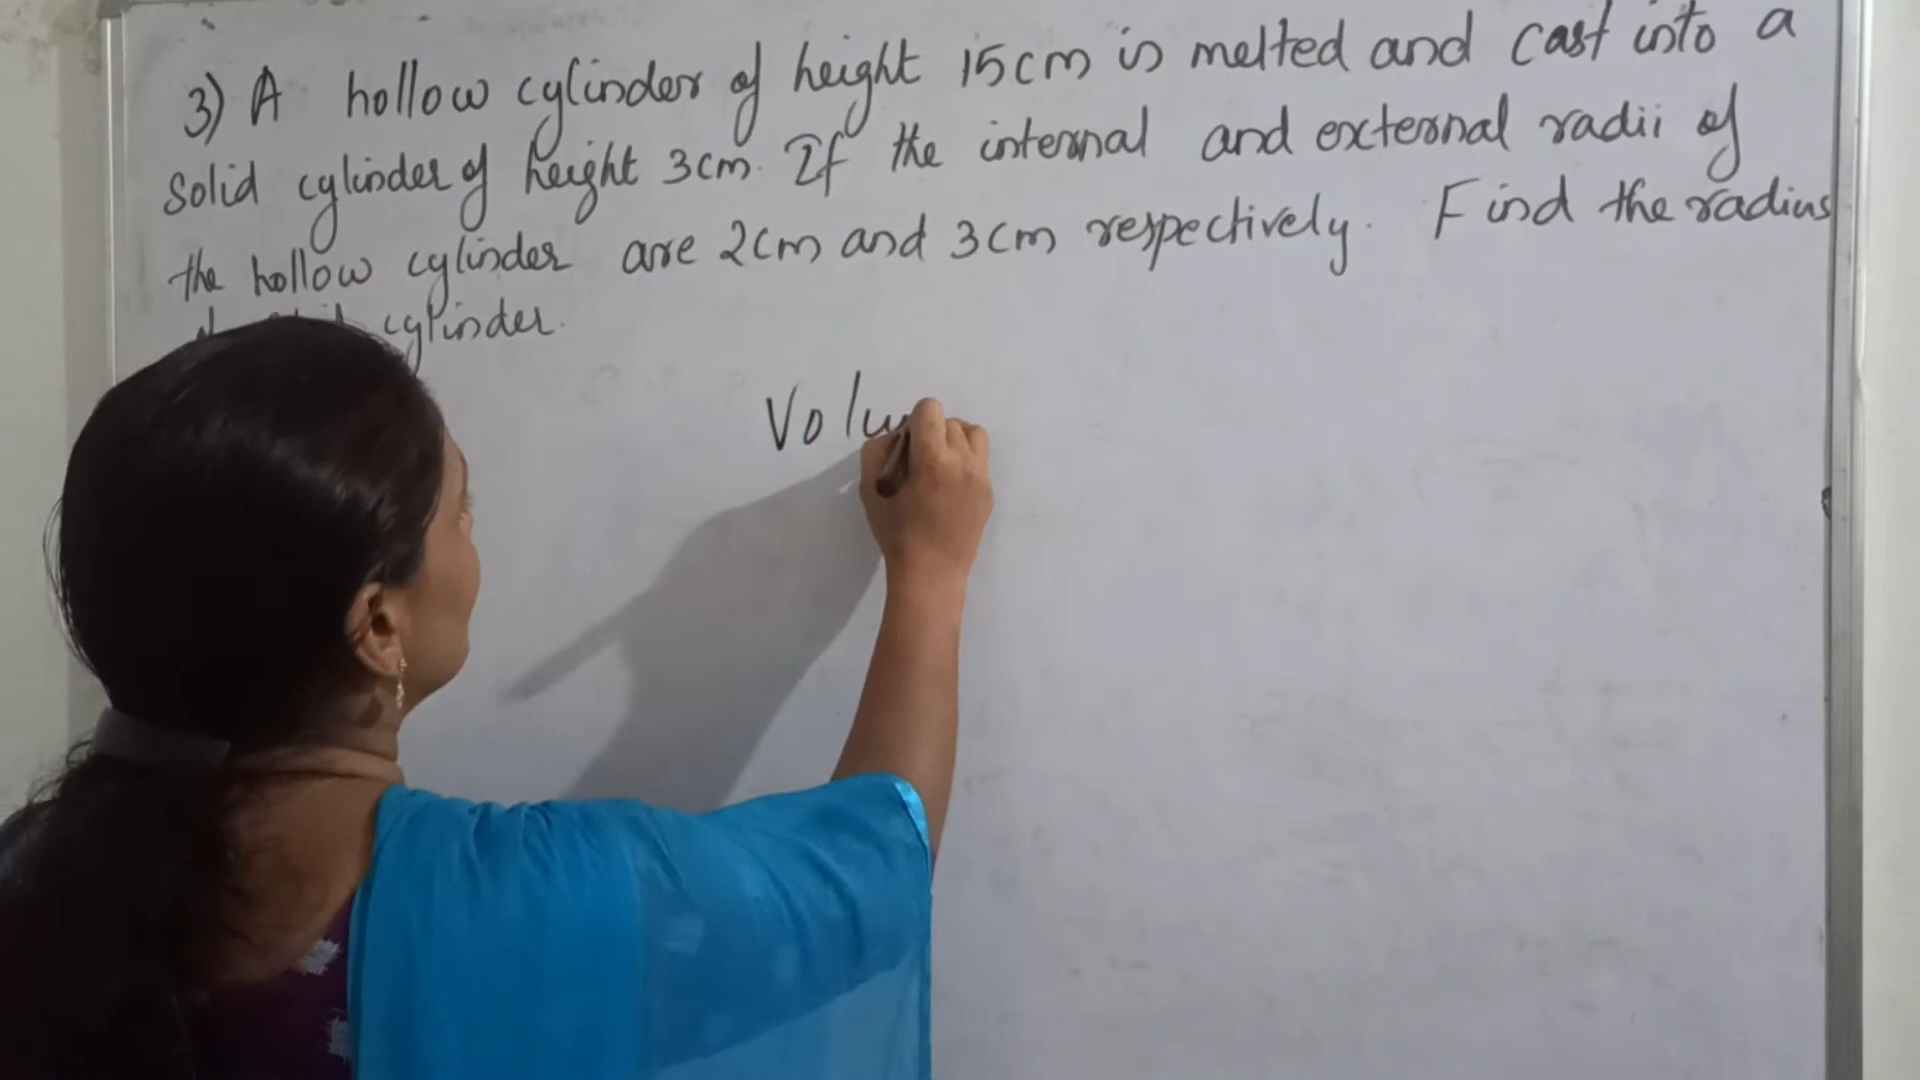 3) A hollow cylinder of height 15cm is melted and cast into a
solid cylinder of height 3cm. If the internal and external radii of
the hollow cylinder are 2cm and 3cm respectively. Find the radius
cylinder.
Volu